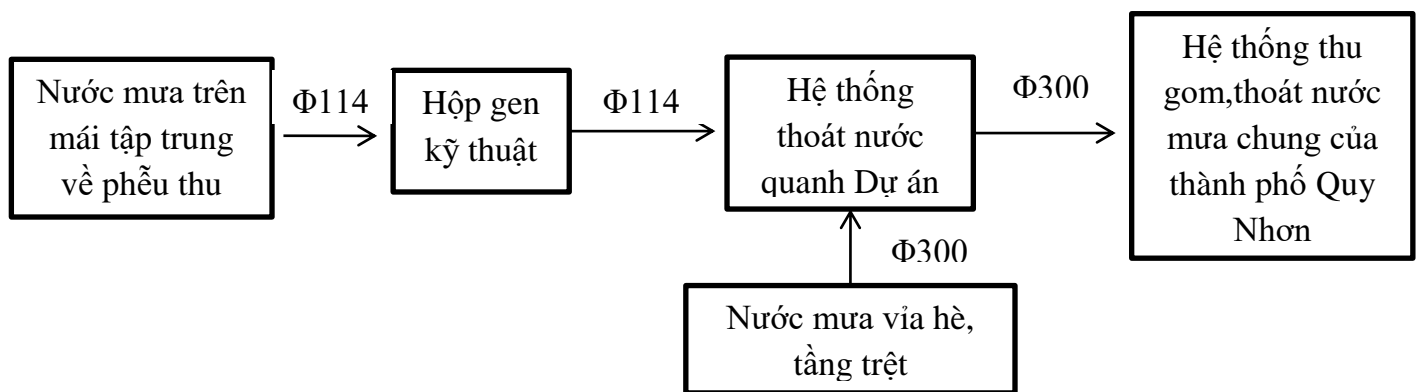 Nước mưa trên
mái tập trung
về phễu thu
Φ114
Hộp gen
kỹ thuật
Φ114
Hệ thống
thoát nước
quanh Dự án
Φ300
Hệ thống thu
gom,thoát nước
mưa chung của
thành phố Quy
Nhơn
Φ300
Nước mưa vỉa hè,
tầng trệt